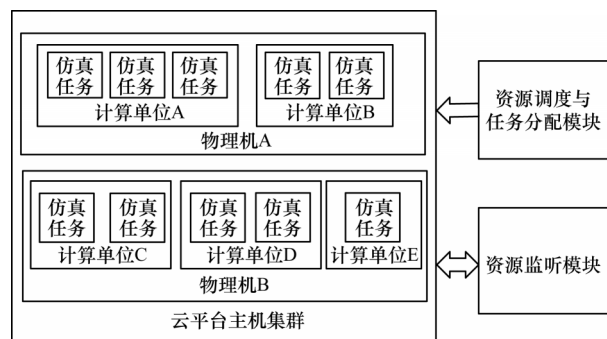 仿真 仿真 仿真
任务 任务 任务
计算单位A
仿真 仿真
任务 任务
计算单位B
物理机A
仿真 仿真
任务 任务
计算单位C
仿真 仿真
任务 任务
计算单位D
仿真
任务
计算单位E
物理机B
云平台主机集群
资源调度与
任务分配模块
资源监听模块